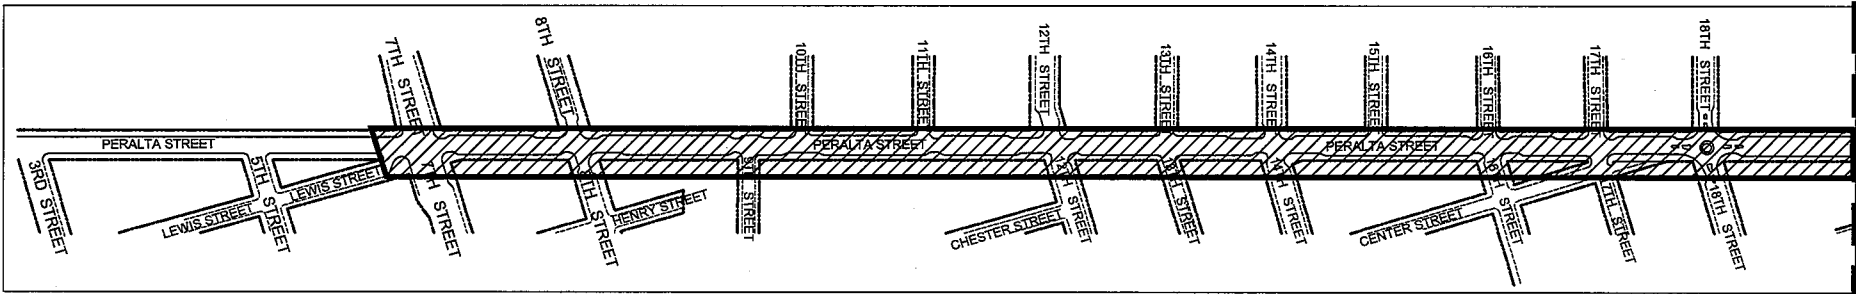 7TH STREET
8TH STREET
10TH STREET
11TH STREET
12TH STREET
13TH STREET
14TH STREET
15TH STREET
16TH STREET
17TH STREET
18TH STREET
PERALTA STREET
PERALTA STREET
PERALTA STREET
3RD STREET
5TH STREET
LEWIS STREET
LEWIS STREET
7TH STREET
8TH STREET
HENRY STREET
9TH STREET
CHESTER STREET
12TH STREET
13TH STREET
14TH STREET
CENTER STREET
16TH STREET
17TH STREET
18TH STREET